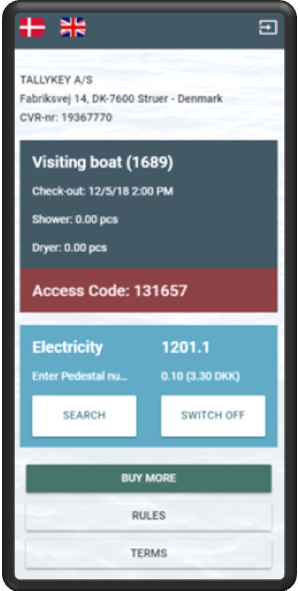 TALLYKEY A/S
Fabriksvej 14, DK-7600 Struer - Denmark
CVR-nr: 19367770
Visiting boat (1689)
Check-out: 12/5/18 2:00 PM
Shower: 0.00 pcs
Dryer: 0.00 pcs
Access Code: 131657
Electricity 1201.1
Enter Pedestal nu... 0.10 (3.30 DKK)
SEARCH SWITCH OFF
BUY MORE
RULES
TERMS